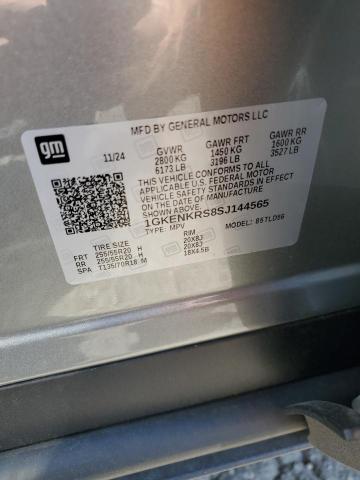 MFD BY GENERAL MOTORS LLC
gm
11/24 GVWR GAWR FRT GAWR RR
2800 KG 1450 KG 1600 KG
6173 LB 3196 LB 3527 LB
THIS VEHICLE CONFORMS TO ALL
APPLICABLE U.S. FEDERAL MOTOR
VEHICLE SAFETY STANDARDS IN
EFFECT ON THE DATE OF
MANUFACTURE SHOWN ABOVE.
1GKENKRS8SJ144565
TYPE: MPV MODEL: 85TLD56
TIRE SIZE RIM
FRT 255/55R20 H 20X8J
RR 255/55R20 H 20X8J
SPA T135/70R18 M 18X4.5B